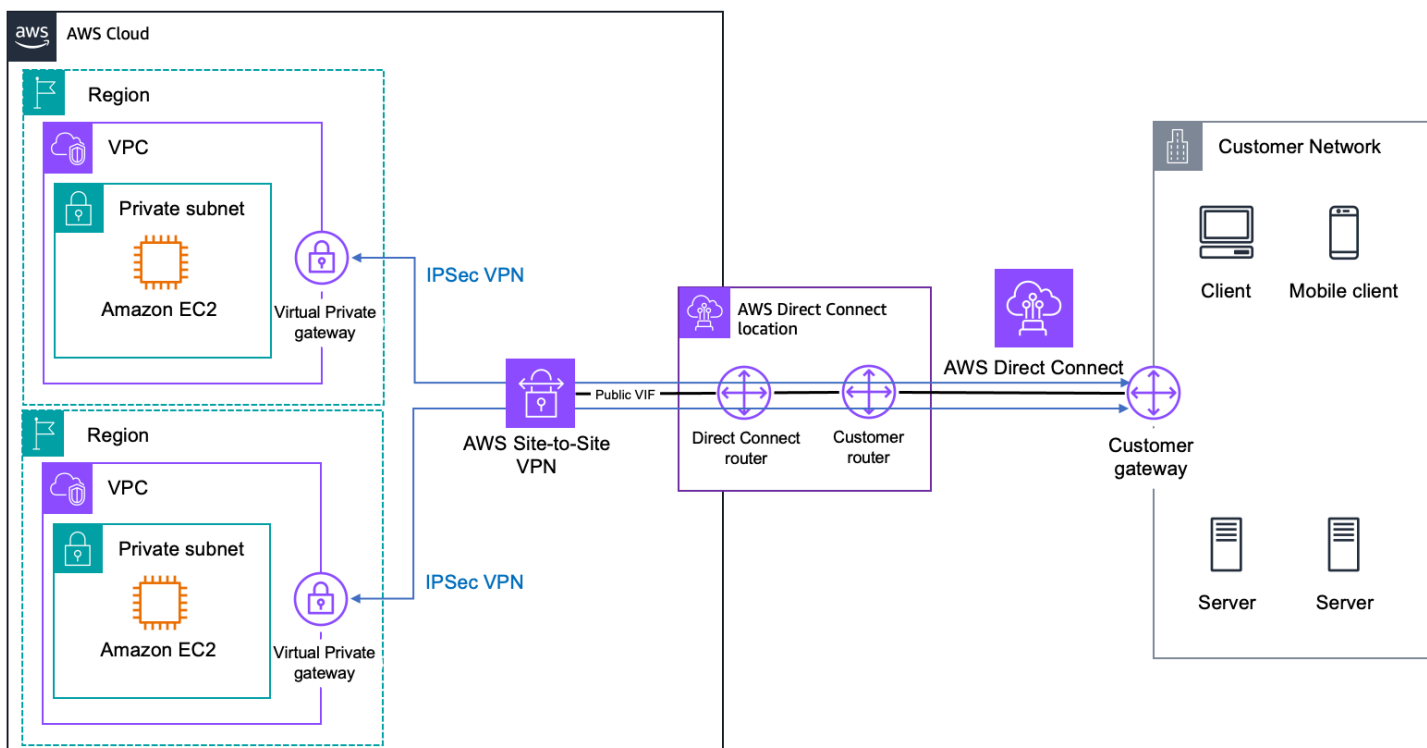 aws
AWS Cloud
Region
VPC
Private subnet
Amazon EC2
Virtual Private
gateway
IPSec VPN
Region
VPC
Private subnet
Amazon EC2
Virtual Private
gateway
IPSec VPN
AWS Site-to-Site
VPN
Public VIF
AWS Direct Connect
location
Direct Connect
router
Customer
router
AWS Direct Connect
Customer
gateway
Customer Network
Client
Mobile client
Server
Server